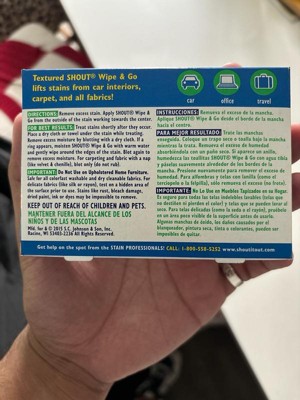 Textured SHOUT® Wipe & Go
lifts stains from car interiors,
carpet, and all fabrics!
car
office
travel
DIRECTIONS: Remove excess stain. Apply SHOUT® Wipe &
Go from the outside of the stain working towards the center.
FOR BEST RESULTS: Treat stains shortly after they occur.
Place a dry cloth or towel under the stain while treating.
Remove excess moisture by blotting with a dry cloth. If a
ring appears, moisten SHOUT® Wipe & Go with warm water
and gently wipe around the edges of the stain. Blot again to
remove excess moisture. For carpeting and fabrics with a nap
(like velvet & chenille), blot only (do not rub).
IMPORTANT: Do Not Use on Upholstered Home Furniture.
Safe for all colorfast washable and dry cleanable fabrics. For
delicate fabrics (like silk or rayon), test on a hidden area of
the surface prior to use. Stains like rust, bleach damage,
dried paint, ink or dyes may be impossible to remove.
KEEP OUT OF REACH OF CHILDREN AND PETS.
MANTENER FUERA DEL ALCANCE DE LOS
NIÑOS Y DE LAS MASCOTAS
S.C. Johnson & Son, Inc.
Racine, WI 53403-2236 All Rights Reserved.
INSTRUCCIONES: Remueva el exceso de la mancha.
Aplique SHOUT® Wipe & Go desde el borde de la mancha
hacia el centro.
PARA MEJOR RESULTADO: Trate las manchas
enseguida. Coloque un paño seco bajo la mancha
mientras la trata. Remueva el exceso de humedad
absorbiéndola con un paño seco. Si aparece un anillo,
humedezca las toallitas SHOUT® Wipe & Go con agua tibia
y páselas suavemente alrededor de los bordes de la
mancha. Presione nuevamente para remover el exceso de
humedad. Para alfombras y telas con textura (como el
terciopelo o la felpilla), sólo remueva el exceso (no frote).
IMPORTANTE: No Lo Use en Muebles Tapizados en su Hogar.
Es seguro para todas las telas lavables (telas que
no destiñen ni pierden el color) y telas que se pueden lavar al
seco. Para telas delicadas (como la seda o el rayón), pruébelo
en un área poco visible de la superficie antes de usarlo.
Algunas manchas de óxido, los daños causados por el
blanqueador, pintura seca, tinta o colorantes, pueden ser
imposibles de quitar.
Get help on the spot from the STAIN PROFESSIONALS! CALL: 1-800-558-5252 www.shoutitout.com